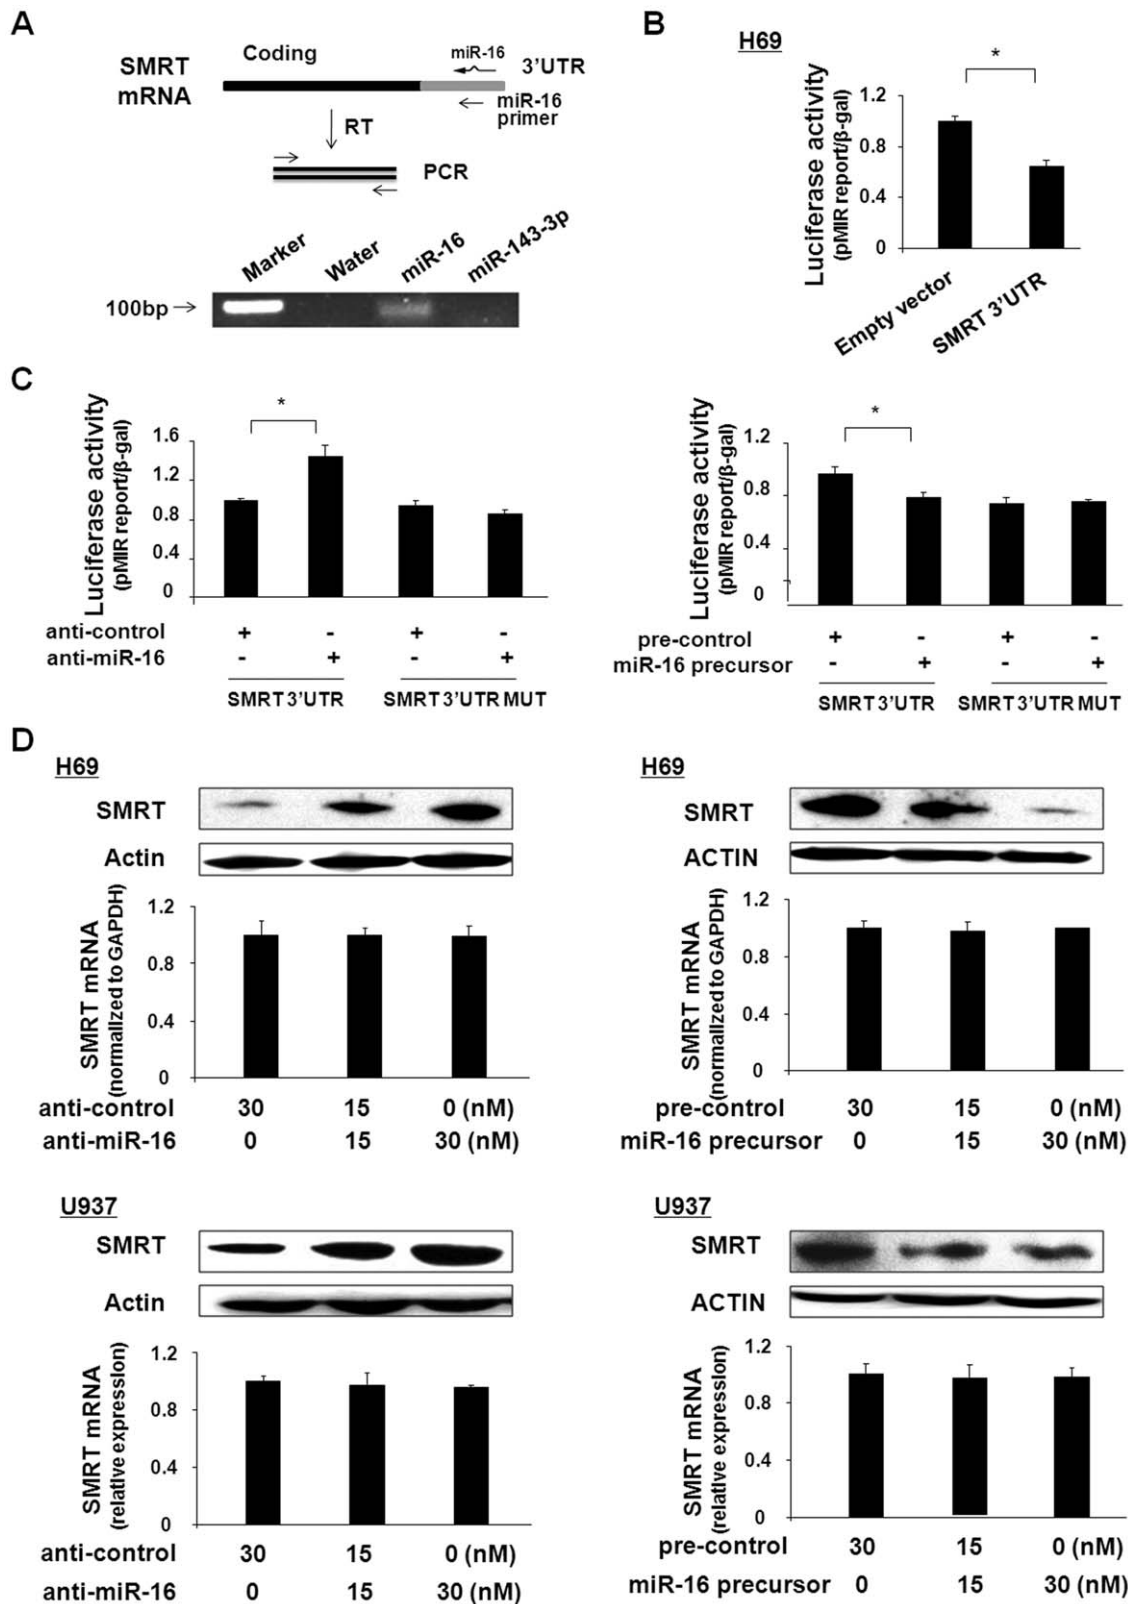 A
SMRT
mRNA
Coding
miR-16
3'UTR
miR-16
primer
RT
PCR
Marker
Water
miR-16
miR-143-3p
100bp
B
H69
*
Luciferase activity
(pMIR report/β-gal)
1.2
0.8
0.4
0
Empty vector
SMRT 3'UTR
C
Luciferase activity
(pMIR report/β-gal)
1.6
1.2
0.8
0.4
0
*
anti-control + - + -
anti-miR-16 - + - +
SMRT 3'UTR SMRT 3'UTR MUT
Luciferase activity
(pMIR report/β-gal)
1.2
0.8
0.4
0
*
pre-control + - + -
miR-16 precursor - + - +
SMRT 3'UTR SMRT 3'UTR MUT
D
H69
SMRT
Actin
SMRT mRNA
(normalized to GAPDH)
1.2
0.8
0.4
0
anti-control 30 15 0 (nM)
anti-miR-16 0 15 30 (nM)
H69
SMRT
ACTIN
SMRT mRNA
(normalized to GAPDH)
1.2
0.8
0.4
0
pre-control 30 15 0 (nM)
miR-16 precursor 0 15 30 (nM)
U937
SMRT
Actin
SMRT mRNA
(relative expression)
1.2
0.8
0.4
0
anti-control 30 15 0 (nM)
anti-miR-16 0 15 30 (nM)
U937
SMRT
ACTIN
SMRT mRNA
(relative expression)
1.2
0.8
0.4
0
pre-control 30 15 0 (nM)
miR-16 precursor 0 15 30 (nM)